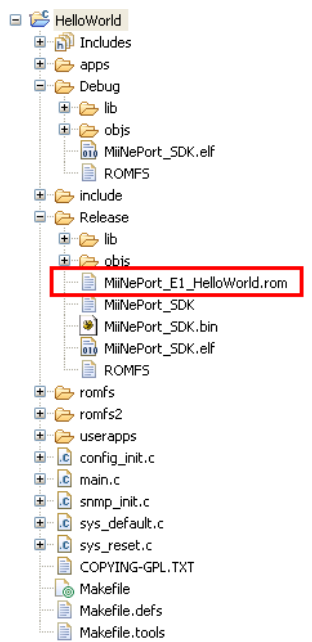 HelloWorld
Includes
apps
Debug
lib
objs
MiiNePort_SDK.elf
ROMFS
include
Release
lib
objs
MiiNePort_E1_HelloWorld.rom
MiiNePort_SDK
MiiNePort_SDK.bin
MiiNePort_SDK.elf
ROMFS
romfs
romfs2
userapps
config_init.c
main.c
snmp_init.c
sys_default.c
sys_reset.c
COPYING-GPL.TXT
Makefile
Makefile.defs
Makefile.tools